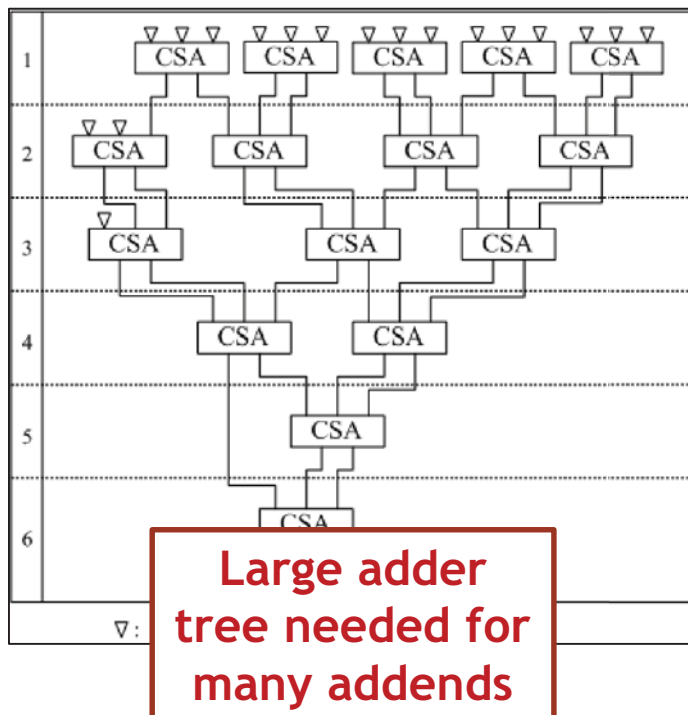 1
CSA CSA CSA CSA CSA
2
CSA CSA CSA CSA
3
CSA CSA CSA
4
CSA CSA
5
CSA
6
CSA
∇ :
Large adder
tree needed for
many addends